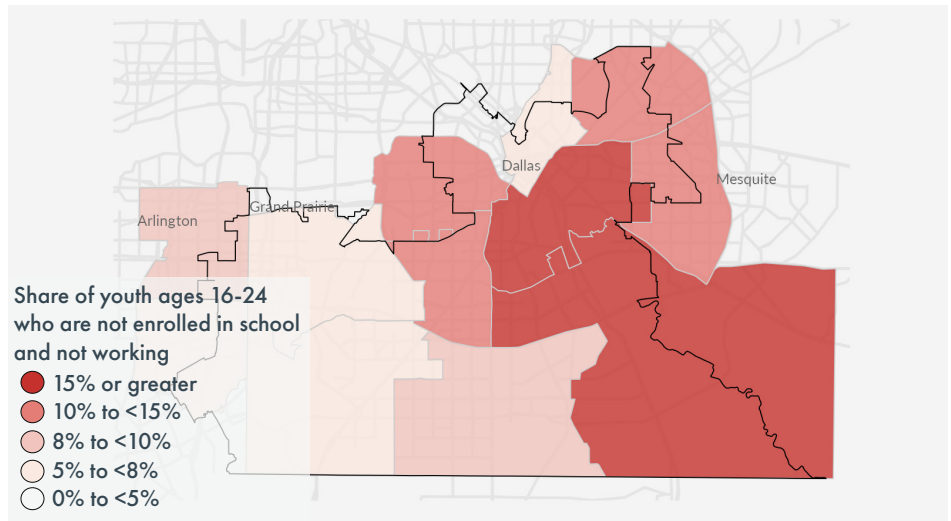 Dallas
Mesquite
Grand Prairie
Arlington
Share of youth ages 16-24
who are not enrolled in school
and not working
15% or greater
10% to <15%
8% to <10%
5% to <8%
0% to <5%